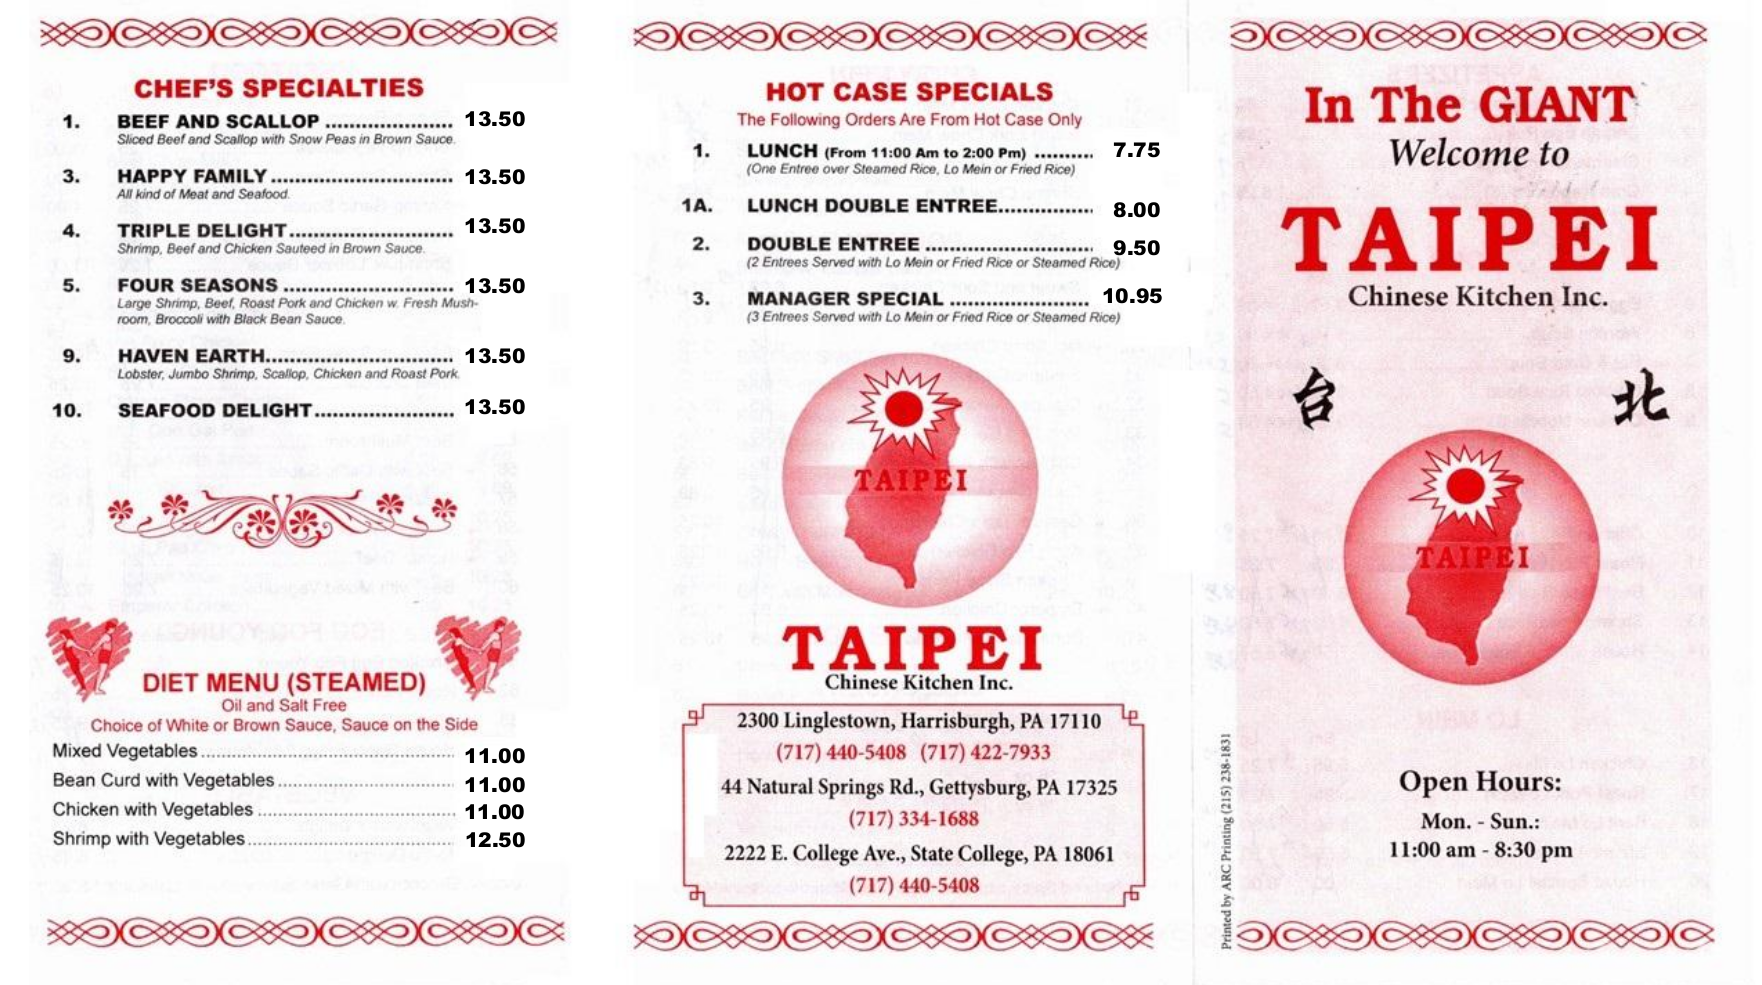 CHEF'S SPECIALTIES
1. BEEF AND SCALLOP ..................... 13.50
Sliced Beef and Scallop with Snow Peas in Brown Sauce.
3. HAPPY FAMILY .............................. 13.50
All kind of Meat and Seafood.
4. TRIPLE DELIGHT........................... 13.50
Shrimp, Beef and Chicken Sauteed in Brown Sauce.
5. FOUR SEASONS ............................ 13.50
Large Shrimp, Beef, Roast Pork and Chicken w. Fresh Mush-
room, Broccoli with Black Bean Sauce.
9. HAVEN EARTH............................... 13.50
Lobster, Jumbo Shrimp, Scallop, Chicken and Roast Pork.
10. SEAFOOD DELIGHT....................... 13.50
DIET MENU (STEAMED)
Oil and Salt Free
Choice of White or Brown Sauce, Sauce on the Side
Mixed Vegetables ............................................ 11.00
Bean Curd with Vegetables .............................. 11.00
Chicken with Vegetables .................................. 11.00
Shrimp with Vegetables .................................... 12.50
HOT CASE SPECIALS
The Following Orders Are From Hot Case Only
1. LUNCH (From 11:00 Am to 2:00 Pm) .......... 7.75
(One Entree over Steamed Rice, Lo Mein or Fried Rice)
1A. LUNCH DOUBLE ENTREE................ 8.00
2. DOUBLE ENTREE ............................ 9.50
(2 Entrees Served with Lo Mein or Fried Rice or Steamed Rice)
3. MANAGER SPECIAL ....................... 10.95
(3 Entrees Served with Lo Mein or Fried Rice or Steamed Rice)
TAIPEI
TAIPEI
Chinese Kitchen Inc.
2300 Linglestown, Harrisburg, PA 17110
(717) 440-5408 (717) 422-7933
44 Natural Springs Rd., Gettysburg, PA 17325
(717) 334-1688
2222 E. College Ave., State College, PA 18061
(717) 440-5408
In The GIANT
Welcome to
TAIPEI
Chinese Kitchen Inc.
台 北
TAIPEI
Open Hours:
Mon. - Sun.:
11:00 am - 8:30 pm
Printed by ARC Printing (215) 238-1831